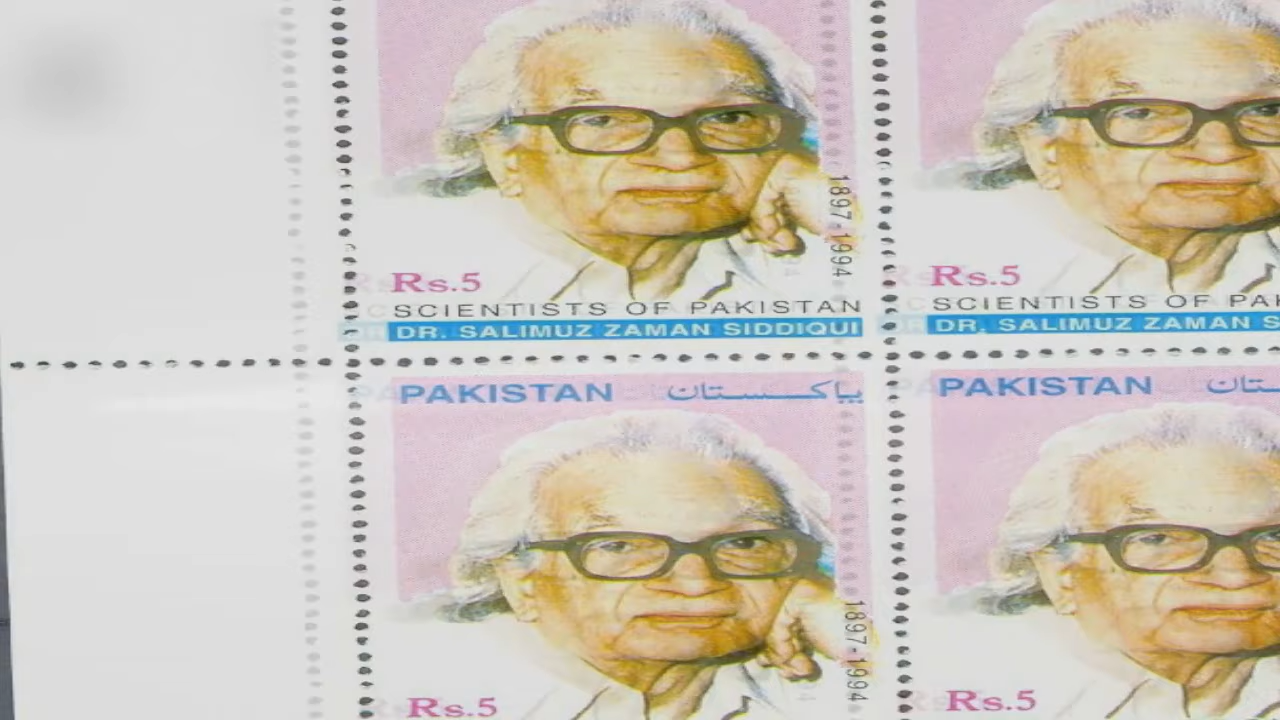 1897-1994
Rs.5
Rs.5
SCIENTISTS OF PAKISTAN
SCIENTISTS OF PAK
DR. SALIMUZ ZAMAN SIDDIQUI
DR. SALIMUZ ZAMAN S
PAKISTAN پاکستان
PAKISTAN
1897-1994
Rs.5
Rs.5